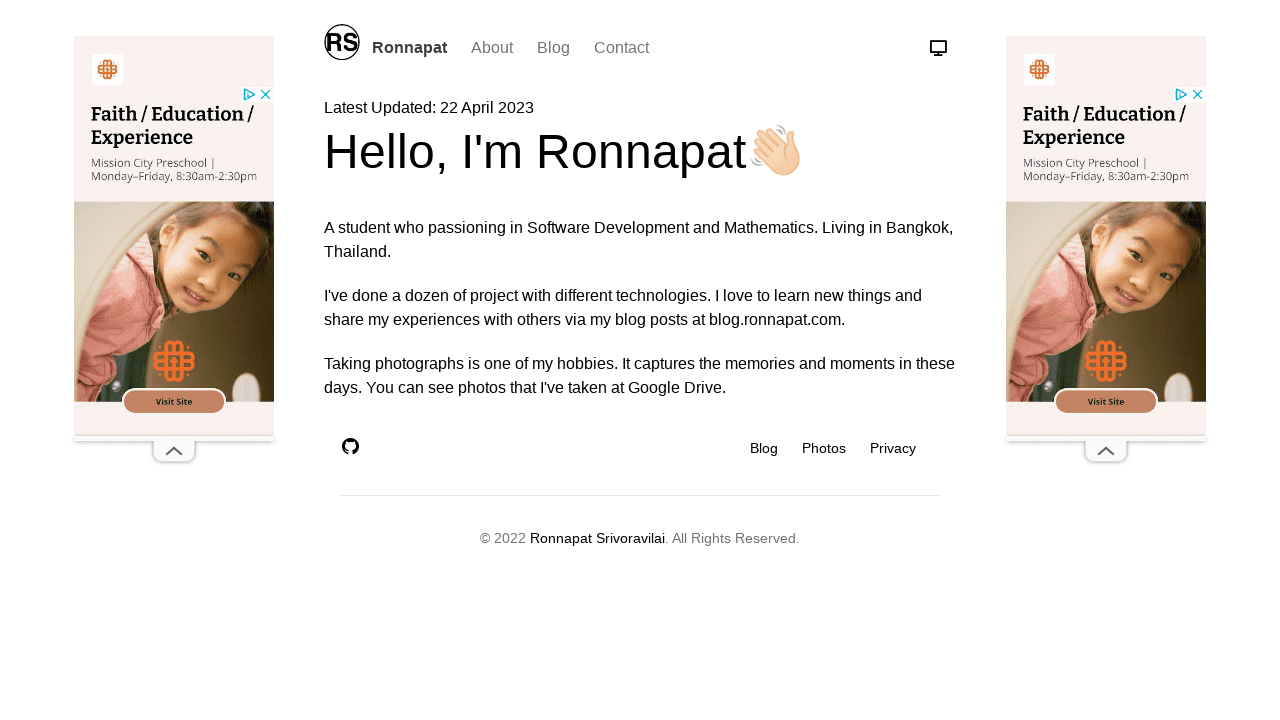 RS
Ronnapat About Blog Contact
Latest Updated: 22 April 2023
Hello, I'm Ronnapat👋🏻
A student who passioning in Software Development and Mathematics. Living in Bangkok,
Thailand.
I've done a dozen of project with different technologies. I love to learn new things and
share my experiences with others via my blog posts at blog.ronnapat.com.
Taking photographs is one of my hobbies. It captures the memories and moments in these
days. You can see photos that I've taken at Google Drive.
Blog Photos Privacy
© 2022 Ronnapat Srivoravilai. All Rights Reserved.
Faith / Education /
Experience
Mission City Preschool |
Monday–Friday, 8:30am-2:30pm
Visit Site
Faith / Education /
Experience
Mission City Preschool |
Monday–Friday, 8:30am-2:30pm
Visit Site